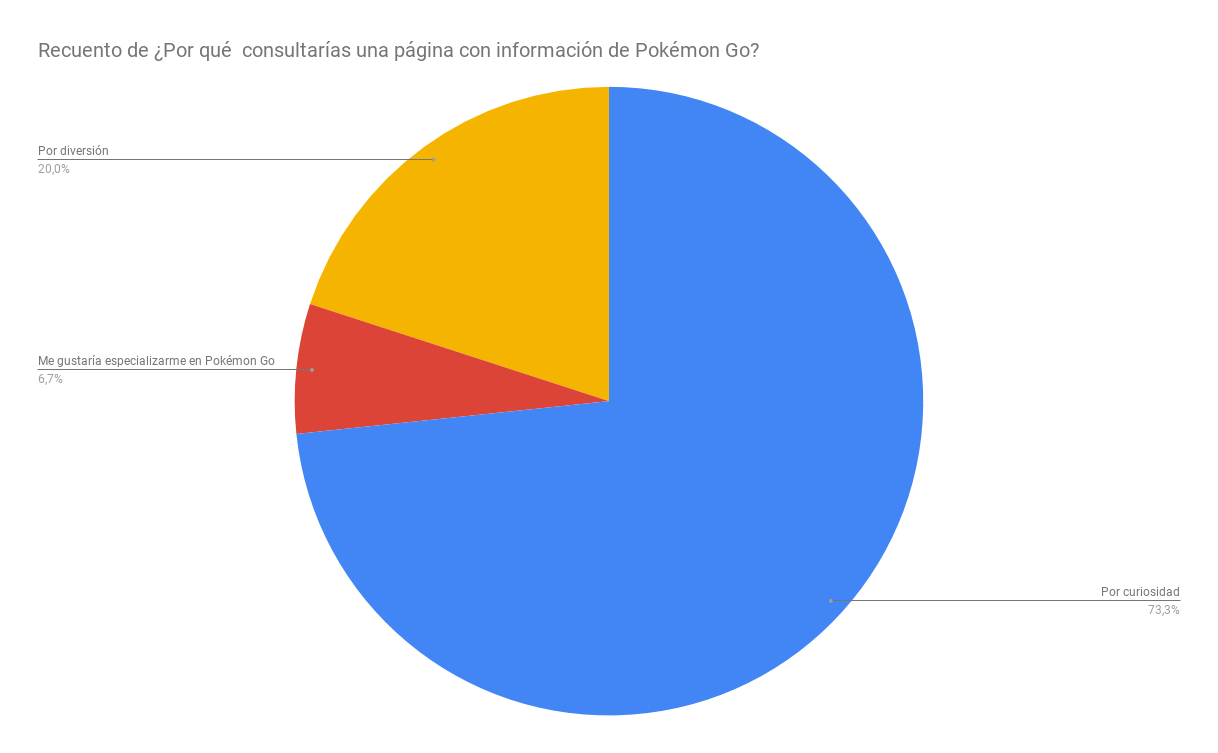 Recuento de ¿Por qué  consultarías una página con información de Pokémon Go?
Por diversión
20,0%
Me gustaría especializarme en Pokémon Go
6,7%
Por curiosidad
73,3%